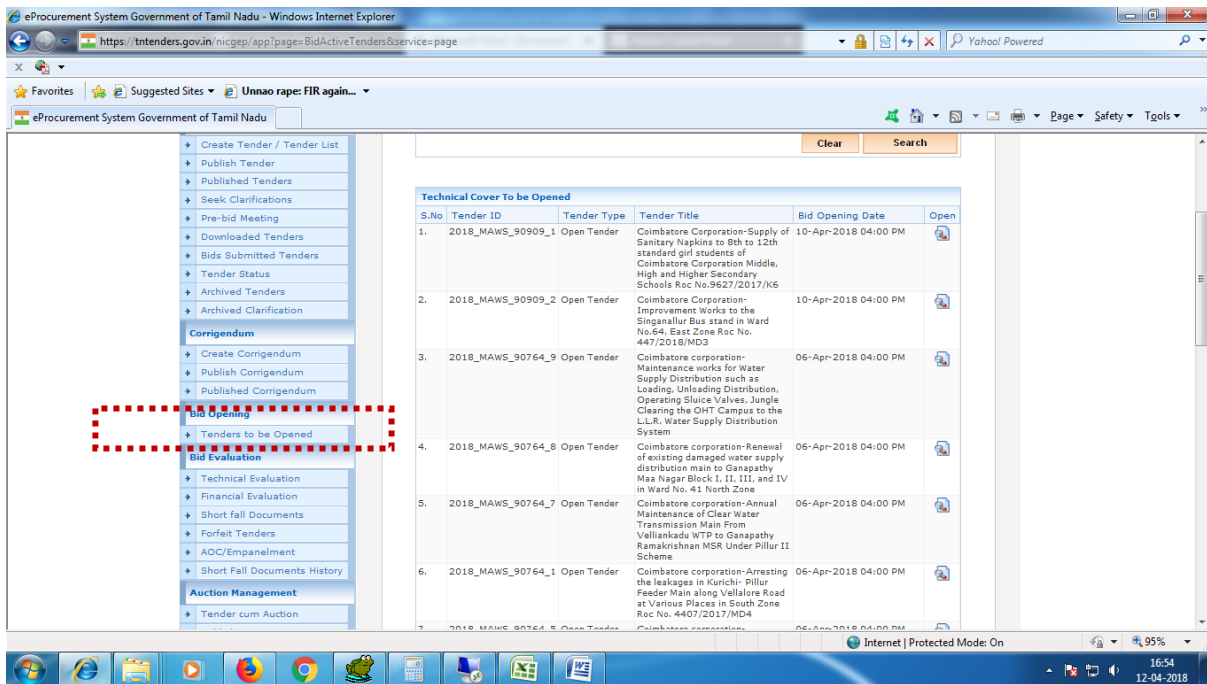 eProcurement System Government of Tamil Nadu - Windows Internet Explorer
https://tntenders.gov.in/nicgep/app?page=BidActiveTenders&service=page
Yahoo! Powered
x
Favorites
Suggested Sites
Unnao rape: FIR again...
eProcurement System Government of Tamil Nadu
Page
Safety
Tools
»
Create Tender / Tender List
Publish Tender
Published Tenders
Seek Clarifications
Pre-bid Meeting
Downloaded Tenders
Bids Submitted Tenders
Tender Status
Archived Tenders
Archived Clarification
Corrigendum
Create Corrigendum
Publish Corrigendum
Published Corrigendum
Bid Opening
Tenders to be Opened
Bid Evaluation
Technical Evaluation
Financial Evaluation
Short fall Documents
Forfeit Tenders
AOC/Empanelment
Short Fall Documents History
Auction Management
Tender cum Auction
Clear
Search
Technical Cover To be Opened
S.No Tender ID Tender Type Tender Title Bid Opening Date Open
1. 2018_MAWS_90909_1 Open Tender Coimbatore Corporation-Supply of 10-Apr-2018 04:00 PM
Sanitary Napkins to 8th to 12th
standard girl students of
Coimbatore Corporation Middle,
High and Higher Secondary
Schools Roc No.9627/2017/K6
2. 2018_MAWS_90909_2 Open Tender Coimbatore Corporation- 10-Apr-2018 04:00 PM
Improvement Works to the
Singanallur Bus stand in Ward
No.64, East Zone Roc No.
447/2018/MD3
3. 2018_MAWS_90764_9 Open Tender Coimbatore corporation- 06-Apr-2018 04:00 PM
Maintenance works for Water
Supply Distribution such as
Loading, Unloading Distribution,
Operating Sluice Valves, Jungle
Clearing the OHT Campus to the
L.L.R. Water Supply Distribution
System
4. 2018_MAWS_90764_8 Open Tender Coimbatore corporation-Renewal 06-Apr-2018 04:00 PM
of existing damaged water supply
distribution main to Ganapathy
Maa Nagar Block I, II, III, and IV
in Ward No. 41 North Zone
5. 2018_MAWS_90764_7 Open Tender Coimbatore corporation-Annual 06-Apr-2018 04:00 PM
Maintenance of Clear Water
Transmission Main From
Velliankadu WTP to Ganapathy
Ramakrishnan MSR Under Pillur II
Scheme
6. 2018_MAWS_90764_1 Open Tender Coimbatore corporation-Arresting 06-Apr-2018 04:00 PM
the leakages in Kurichi- Pillur
Feeder Main along Vellalore Road
at Various Places in South Zone
Roc No. 4407/2017/MD4
7. 2018_MAWS_90764_5 Open Tender Coimbatore corporation- 06-Apr-2018 04:00 PM
Internet | Protected Mode: On
95%
16:54
12-04-2018